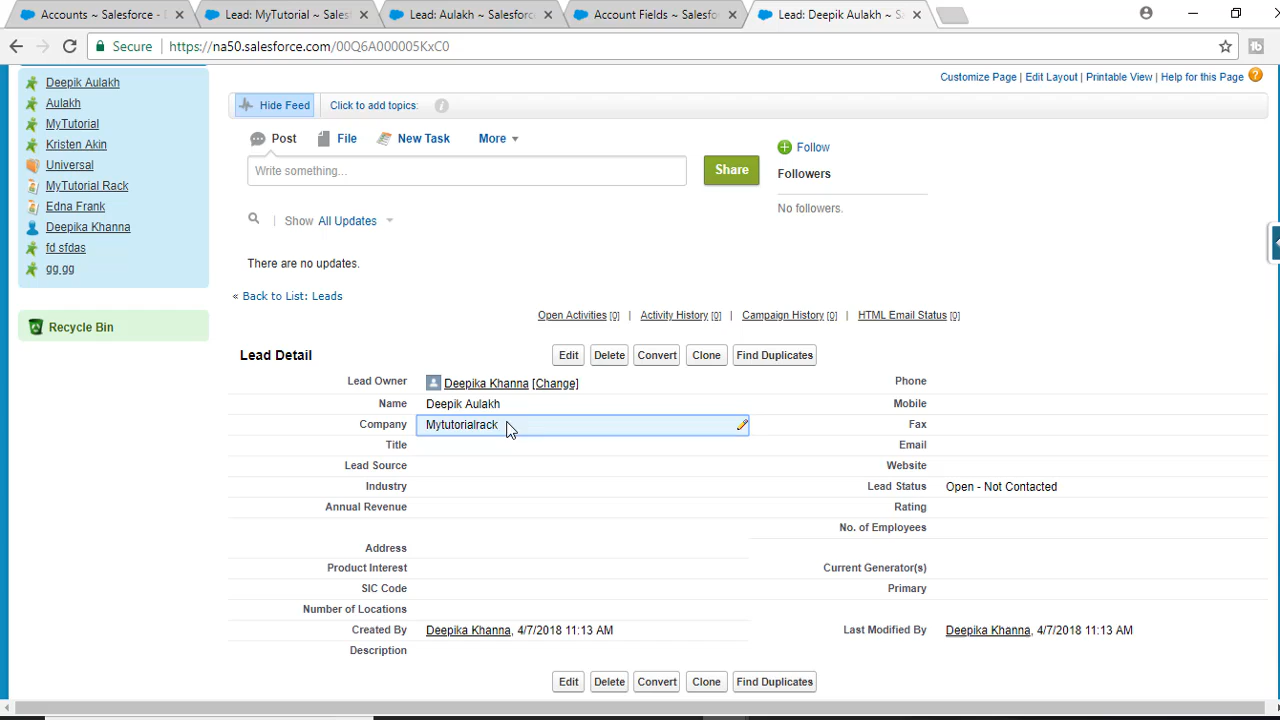 Accounts ~ Salesforce -
Lead: MyTutorial ~ Sales
Lead: Aulakh ~ Salesforc
Account Fields ~ Salesfo
Lead: Deepik Aulakh ~ Sa
Secure https://na50.salesforce.com/00Q6A000005KxC0
Customize Page | Edit Layout | Printable View | Help for this Page ?
Deepik Aulakh
Aulakh
MyTutorial
Kristen Akin
Universal
MyTutorial Rack
Edna Frank
Deepika Khanna
fd sfdas
gg gg
Recycle Bin
Hide Feed Click to add topics: i
Post File New Task More
Write something...
Share
Follow
Followers
No followers.
Show All Updates
There are no updates.
« Back to List: Leads
Open Activities [0] | Activity History [0] | Campaign History [0] | HTML Email Status [0]
Lead Detail Edit Delete Convert Clone Find Duplicates
Lead Owner Deepika Khanna [Change] Phone
Name Deepik Aulakh Mobile
Company Mytutorialrack Fax
Title Email
Lead Source Website
Industry Lead Status Open - Not Contacted
Annual Revenue Rating
No. of Employees
Address
Product Interest Current Generator(s)
SIC Code Primary
Number of Locations
Created By Deepika Khanna, 4/7/2018 11:13 AM Last Modified By Deepika Khanna, 4/7/2018 11:13 AM
Description
Edit Delete Convert Clone Find Duplicates